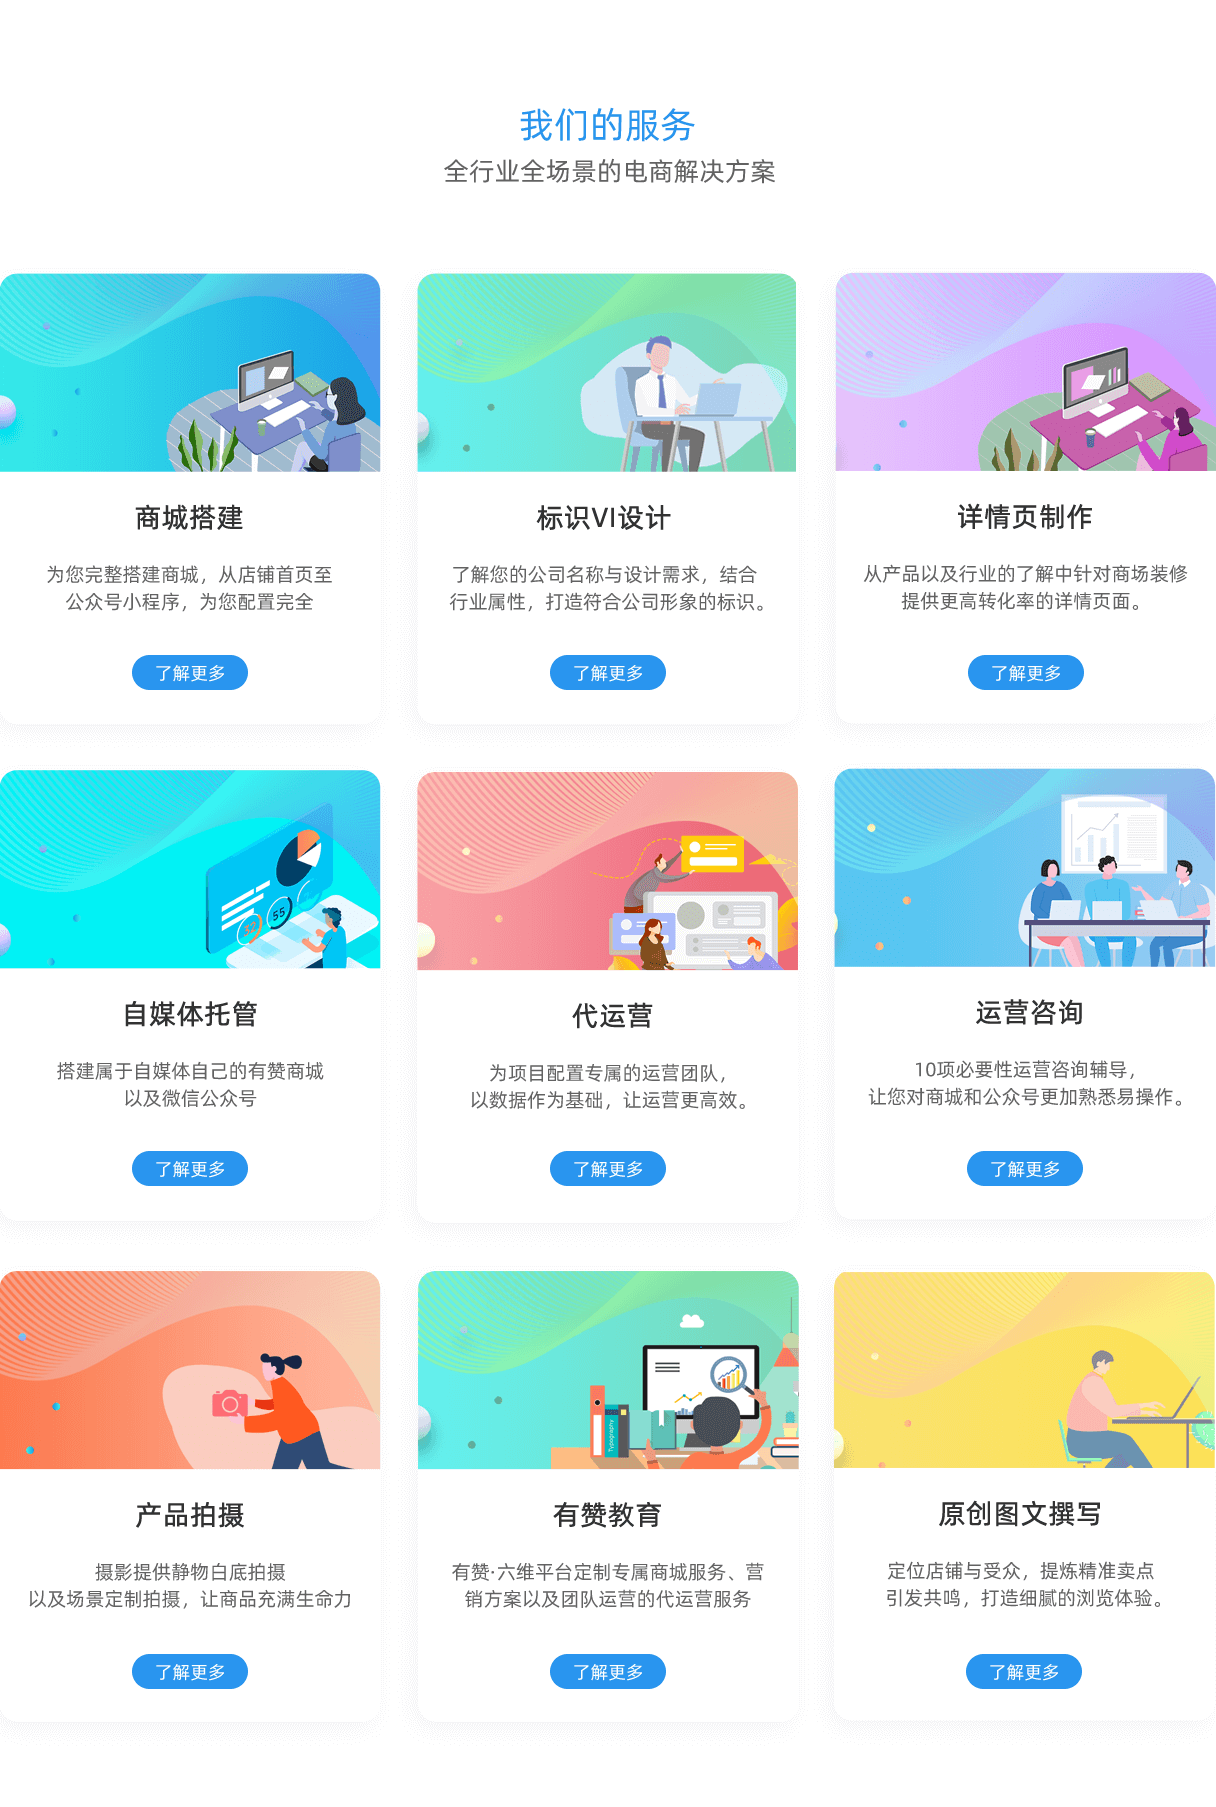 我们的服务
全行业全场景的电商解决方案
商城搭建
为您完整搭建商城，从店铺首页至
公众号小程序，为您配置完全
了解更多
标识VI设计
了解您的公司名称与设计需求，结合
行业属性，打造符合公司形象的标识。
了解更多
详情页制作
从产品以及行业的了解中针对商场装修
提供更高转化率的详情页面。
了解更多
55
52
自媒体托管
搭建属于自媒体自己的有赞商城
以及微信公众号
了解更多
代运营
为项目配置专属的运营团队，
以数据作为基础，让运营更高效。
了解更多
运营咨询
10项必要性运营咨询辅导，
让您对商城和公众号更加熟悉易操作。
了解更多
产品拍摄
摄影提供静物白底拍摄
以及场景定制拍摄，让商品充满生命力
了解更多
Typography
有赞教育
有赞·六维平台定制专属商城服务、营
销方案以及团队运营的代运营服务
了解更多
原创图文撰写
定位店铺与受众，提炼精准卖点
引发共鸣，打造细腻的浏览体验。
了解更多